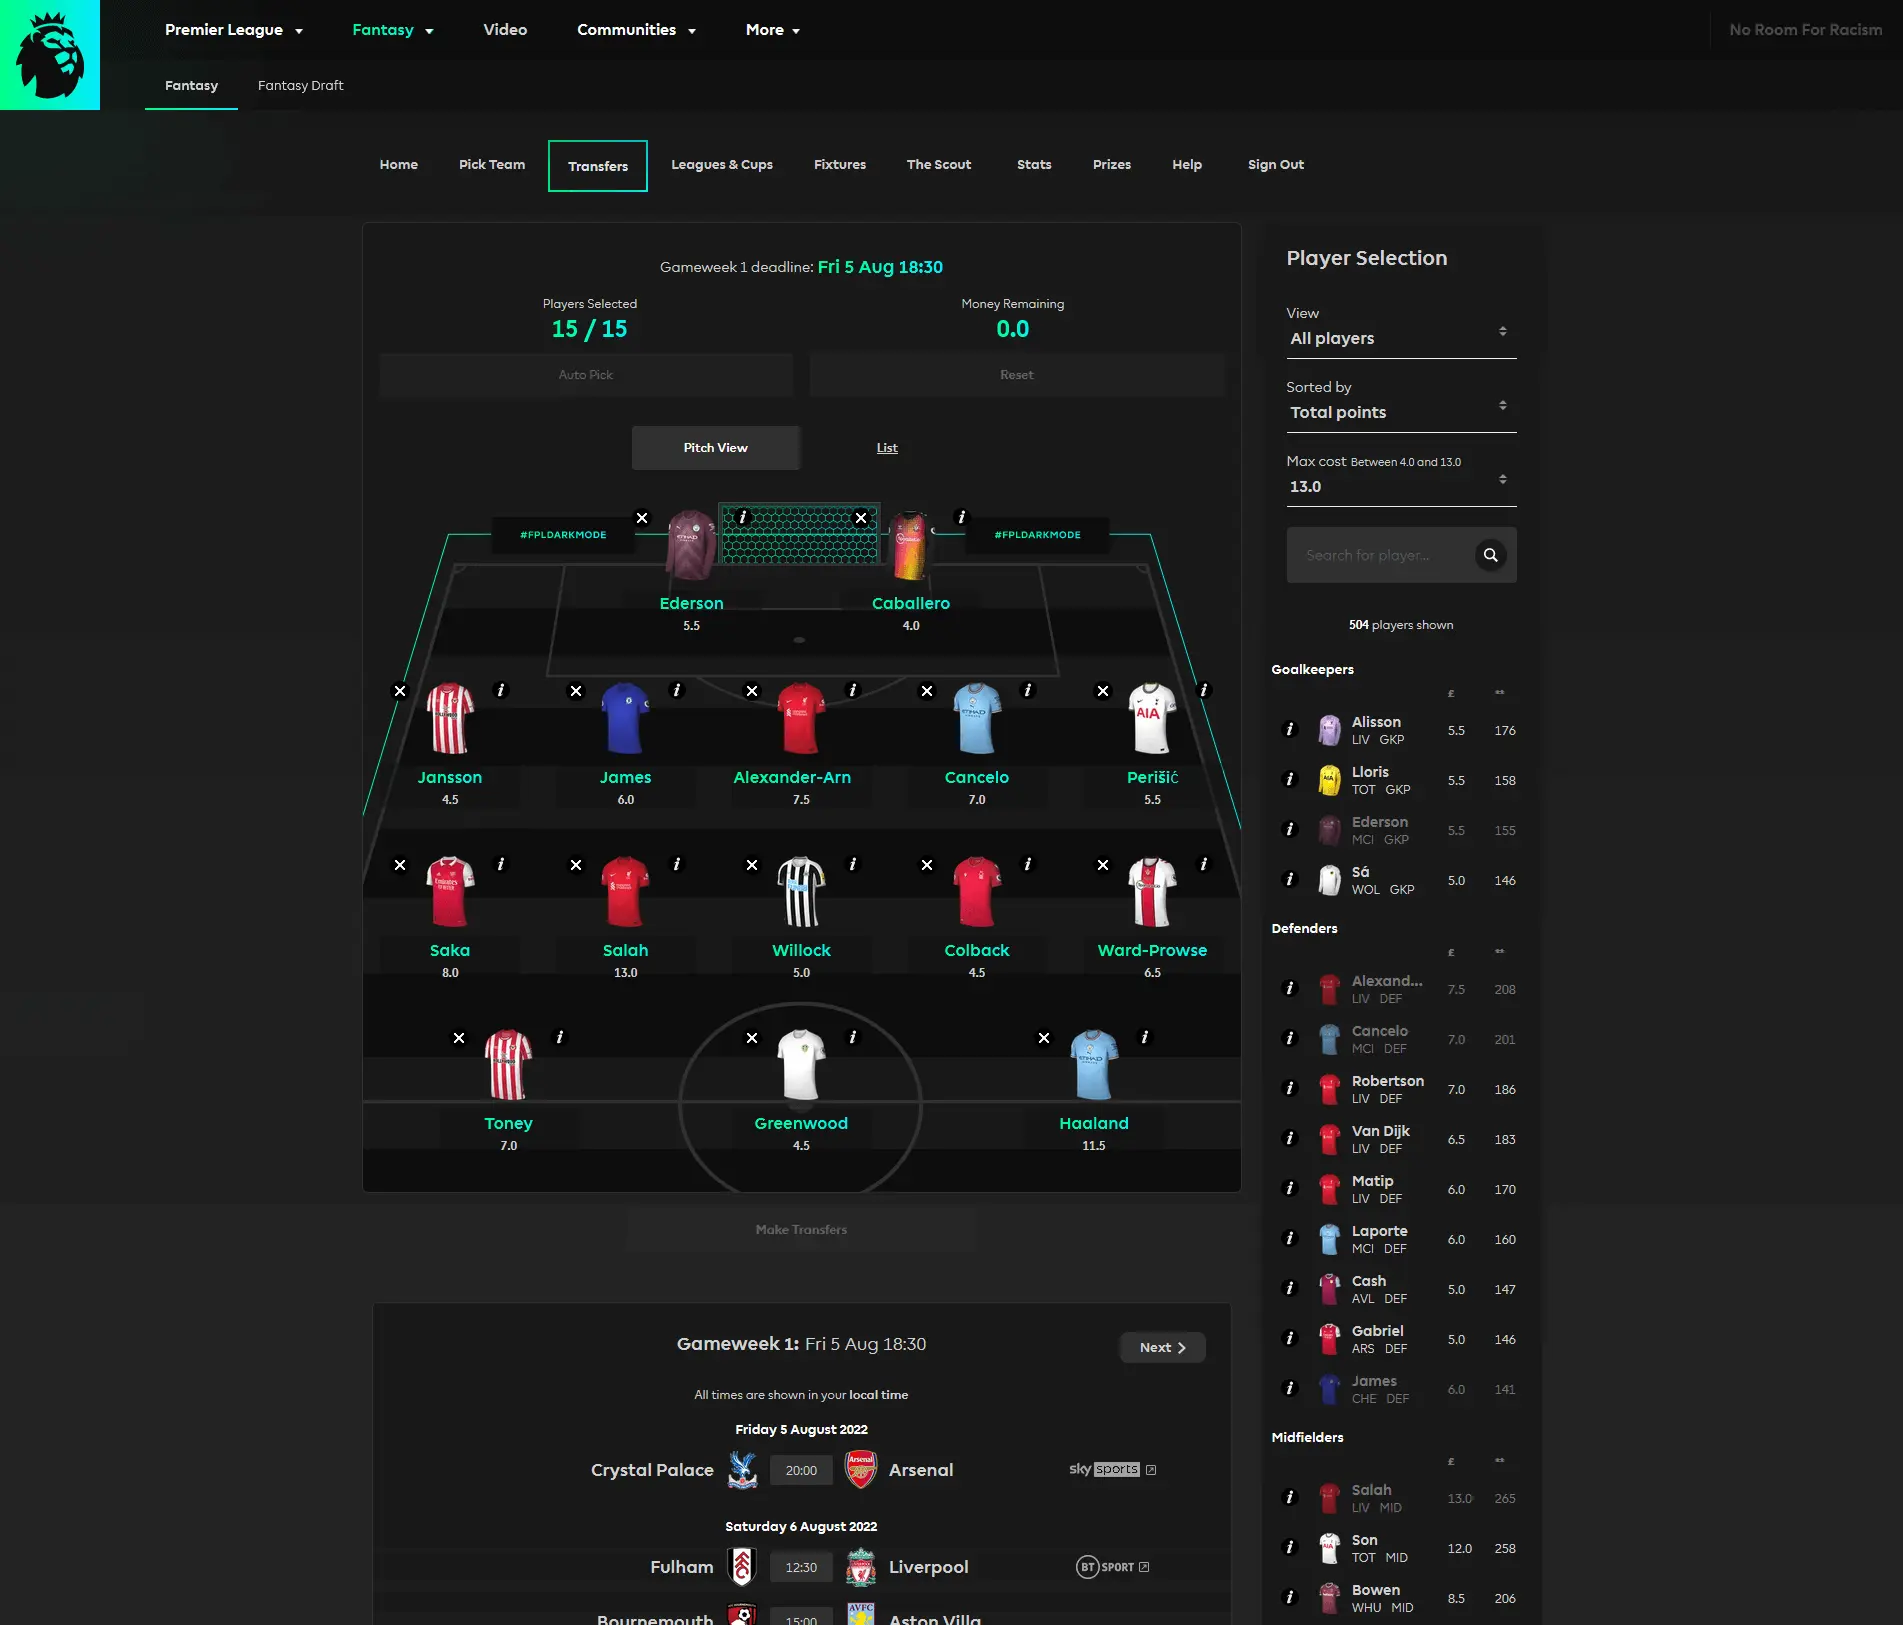 Premier League
Fantasy
Video
Communities
More
No Room For Racism
Fantasy
Fantasy Draft
Home
Pick Team
Transfers
Leagues & Cups
Fixtures
The Scout
Stats
Prizes
Help
Sign Out
Gameweek 1 deadline: Fri 5 Aug 18:30
Players Selected
15 / 15
Money Remaining
0.0
Auto Pick
Reset
Pitch View
List
#FPLDARKMODE
#FPLDARKMODE
Ederson
5.5
Caballero
4.0
Jansson
4.5
James
6.0
Alexander-Arn
7.5
Cancelo
7.0
AIA
Perišić
5.5
Saka
8.0
Salah
13.0
Willock
5.0
Colback
4.5
Ward-Prowse
6.5
Toney
7.0
Greenwood
4.5
Haaland
11.5
Make Transfers
Gameweek 1: Fri 5 Aug 18:30
Next
All times are shown in your local time
Friday 5 August 2022
Crystal Palace 20:00 Arsenal sky sports
Saturday 6 August 2022
Fulham 12:30 Liverpool BT SPORT
Bournemouth 15:00 AVFC Aston Villa
Player Selection
View
All players
Sorted by
Total points
Max cost Between 4.0 and 13.0
13.0
Search for player...
504 players shown
Goalkeepers
£ **
Alisson 5.5 176
LIV GKP
Lloris 5.5 158
TOT GKP
Ederson 5.5 155
MCI GKP
Sá 5.0 146
WOL GKP
Defenders
£ **
Alexand... 7.5 208
LIV DEF
Cancelo 7.0 201
MCI DEF
Robertson 7.0 186
LIV DEF
Van Dijk 6.5 183
LIV DEF
Matip 6.0 170
LIV DEF
Laporte 6.0 160
MCI DEF
Cash 5.0 147
AVL DEF
Gabriel 5.0 146
ARS DEF
James 6.0 141
CHE DEF
Midfielders
£ **
Salah 13.0 265
LIV MID
Son 12.0 258
TOT MID
Bowen 8.5 206
WHU MID